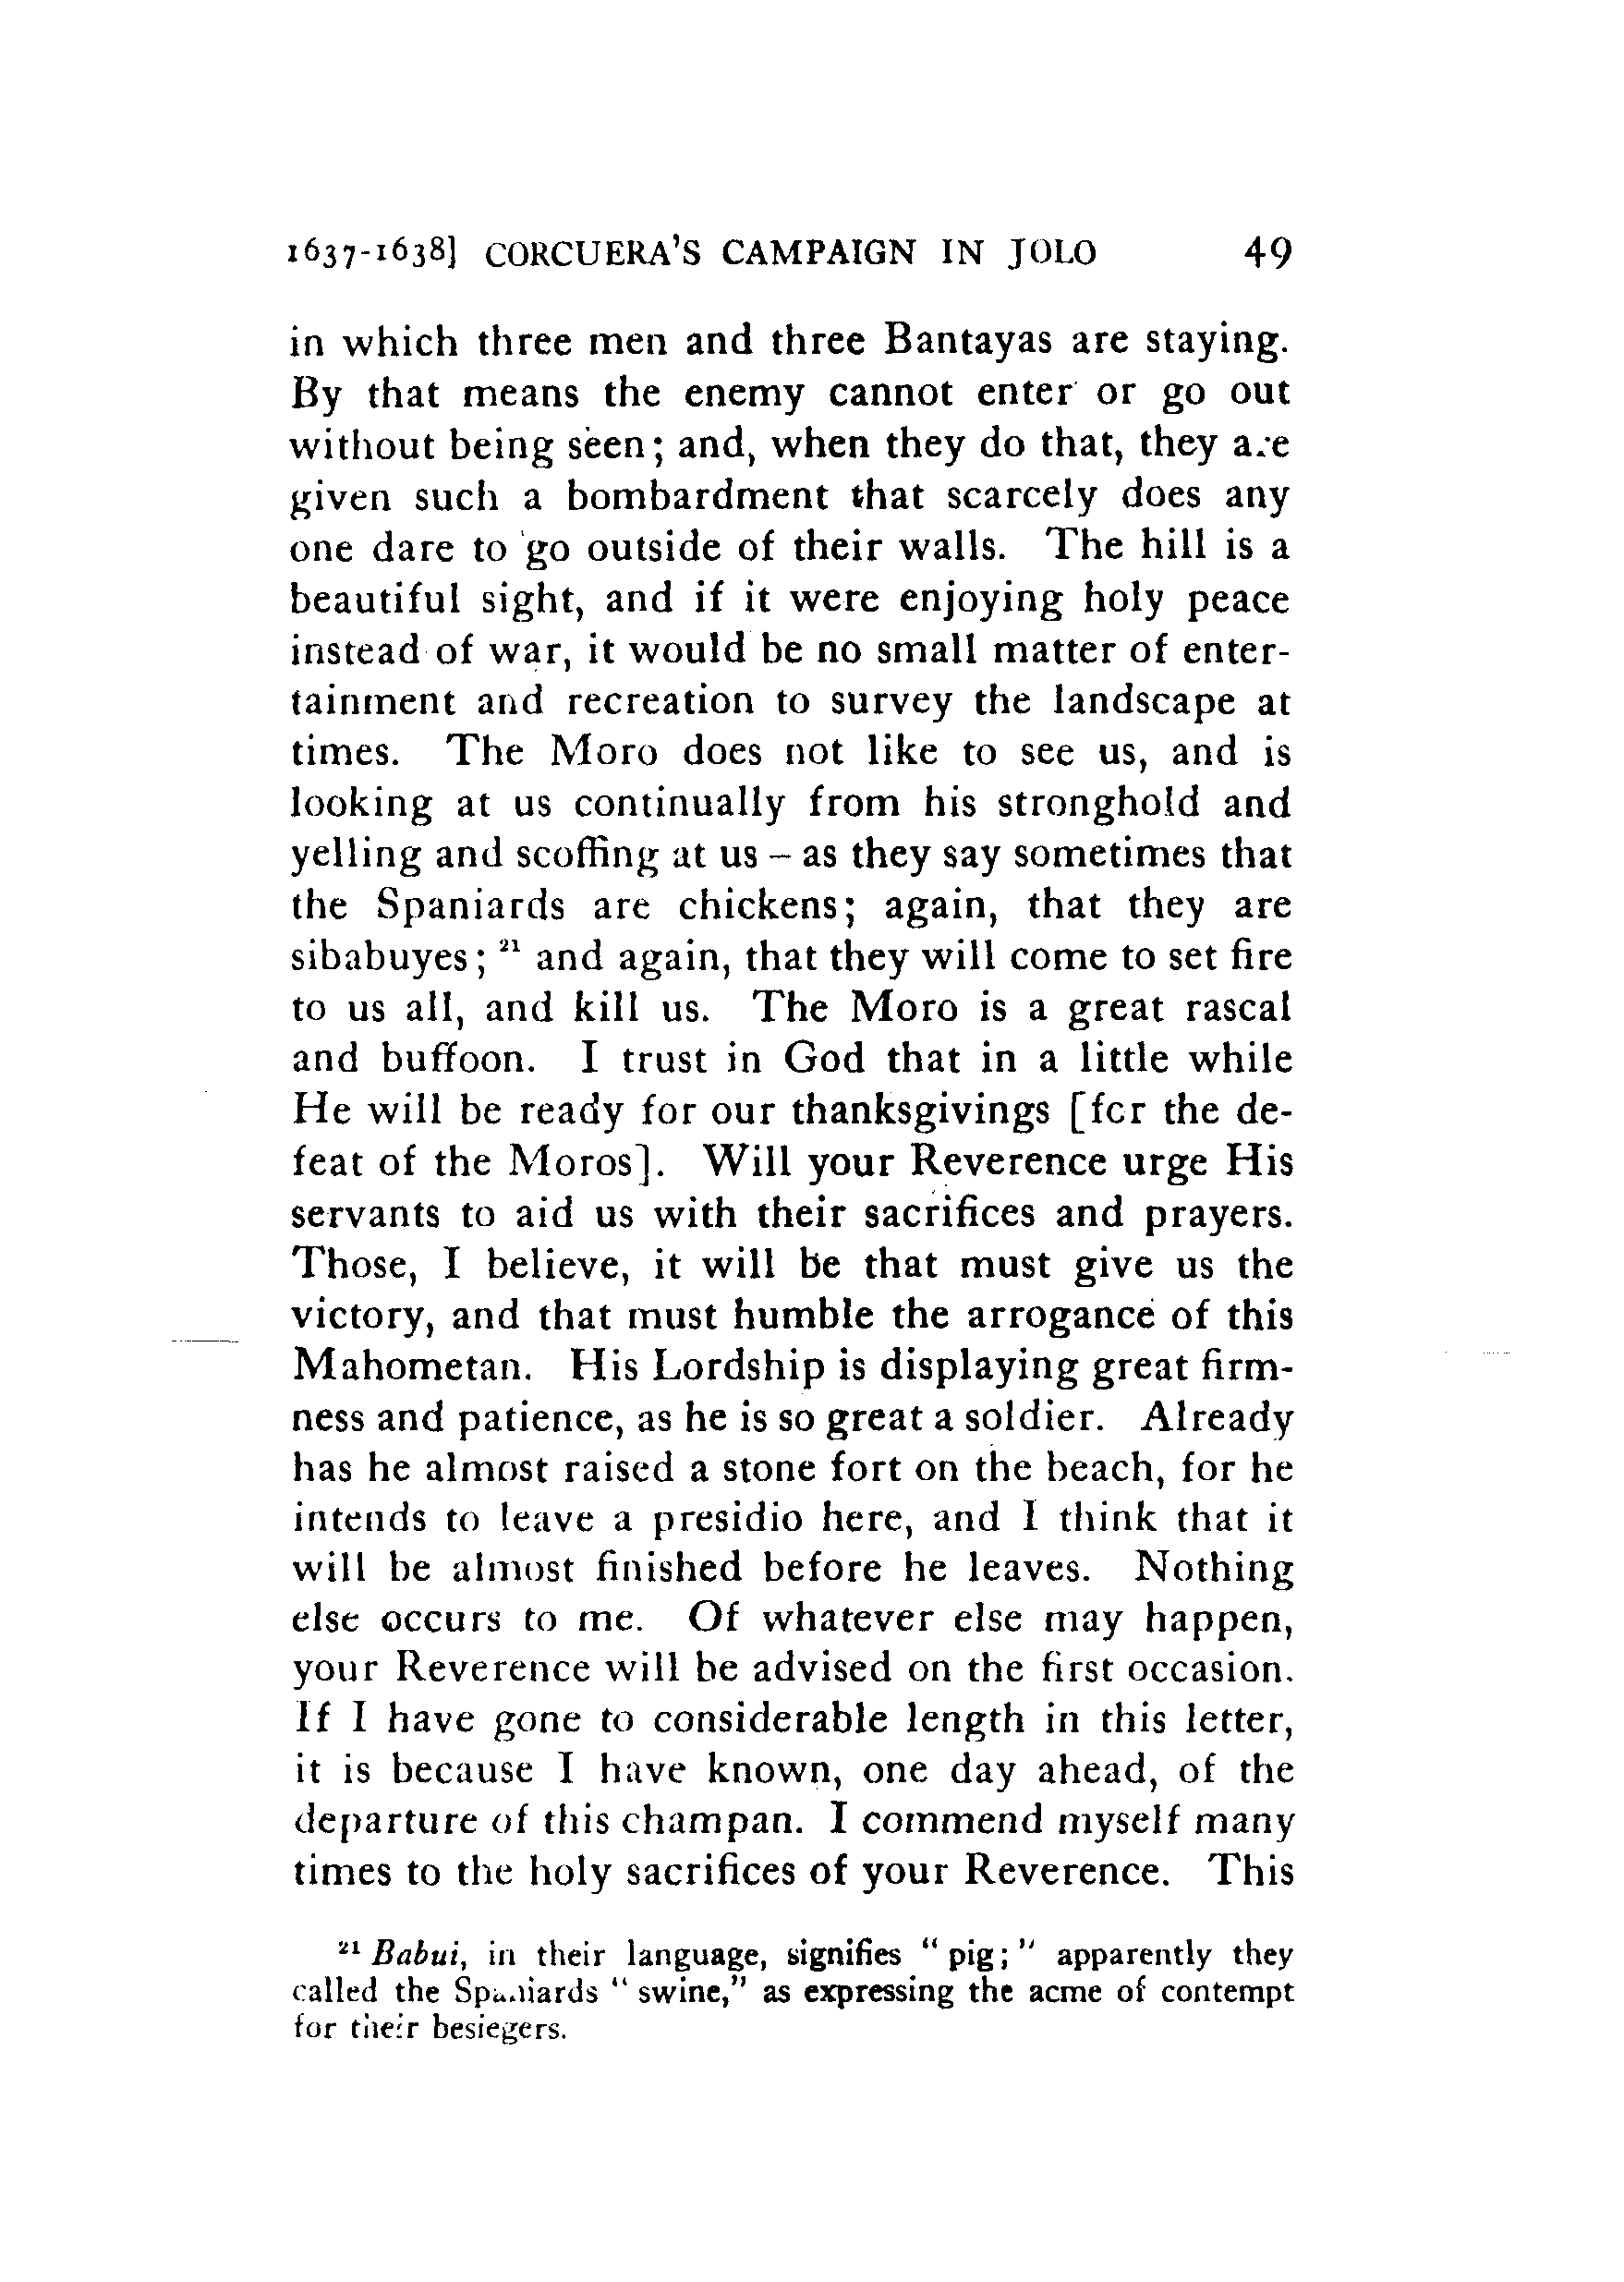 1637-1638] CORCUERA'S CAMPAIGN IN JOLO 49
in which three men and three Bantayas are staying.
By that means the enemy cannot enter or go out
without being seen; and, when they do that, they are
given such a bombardment that scarcely does any
one dare to go outside of their walls. The hill is a
beautiful sight, and if it were enjoying holy peace
instead of war, it would be no small matter of enter-
tainment and recreation to survey the landscape at
times. The Moro does not like to see us, and is
looking at us continually from his stronghold and
yelling and scoffing at us – as they say sometimes that
the Spaniards are chickens; again, that they are
sibabuyes; 21 and again, that they will come to set fire
to us all, and kill us. The Moro is a great rascal
and buffoon. I trust in God that in a little while
He will be ready for our thanksgivings [for the de-
feat of the Moros]. Will your Reverence urge His
servants to aid us with their sacrifices and prayers.
Those, I believe, it will be that must give us the
victory, and that must humble the arrogance of this
Mahometan. His Lordship is displaying great firm-
ness and patience, as he is so great a soldier. Already
has he almost raised a stone fort on the beach, for he
intends to leave a presidio here, and I think that it
will be almost finished before he leaves. Nothing
else occurs to me. Of whatever else may happen,
your Reverence will be advised on the first occasion.
If I have gone to considerable length in this letter,
it is because I have known, one day ahead, of the
departure of this champan. I commend myself many
times to the holy sacrifices of your Reverence. This
21 Babui, in their language, signifies "pig;" apparently they
called the Spaniards "swine," as expressing the acme of contempt
for their besiegers.